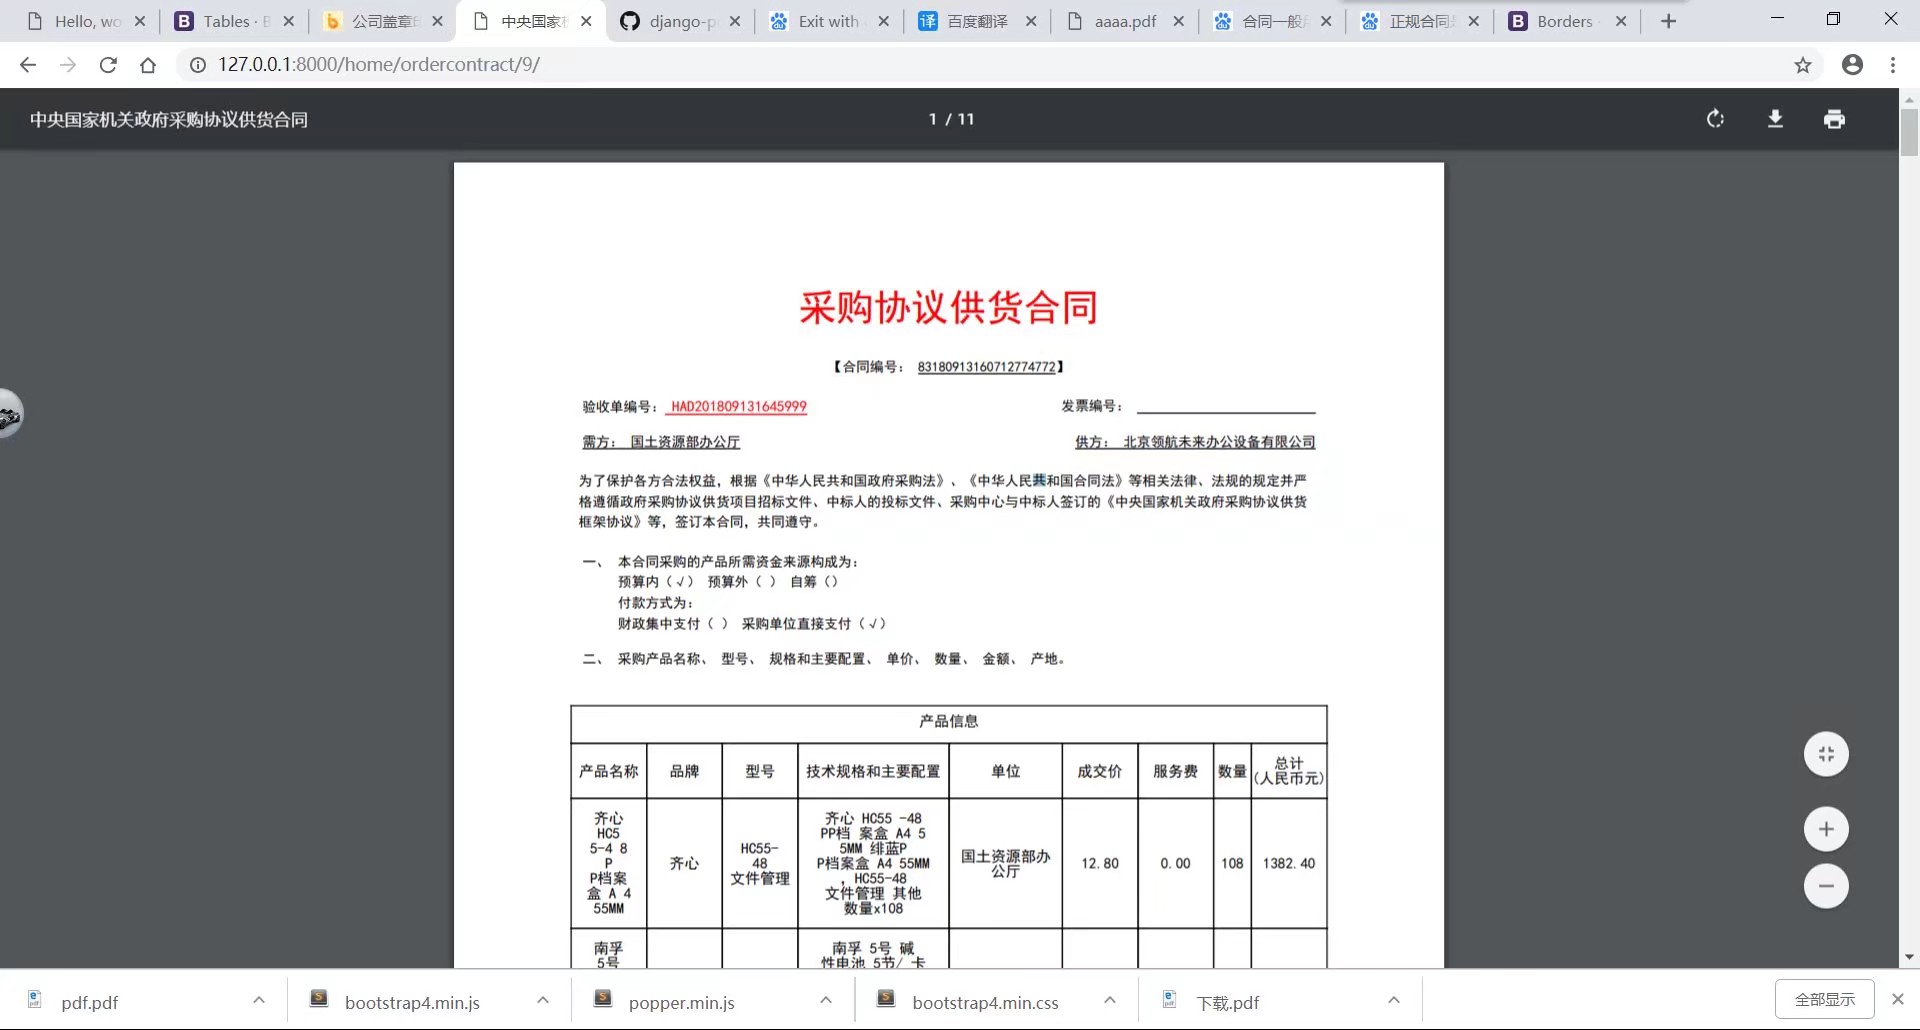 Hello, wo
Tables · B
公司盖章
中央国家
django-p
Exit with
百度翻译
aaaa.pdf
合同一般
正规合同
Borders ·
127.0.0.1:8000/home/ordercontract/9/
中央国家机关政府采购协议供货合同
1 / 11
采购协议供货合同
【合同编号： 83180913160712774772】
验收单编号： HAD201809131645999
发票编号：
需方： 国土资源部办公厅
供方： 北京领航未来办公设备有限公司
为了保护各方合法权益，根据《中华人民共和国政府采购法》、《中华人民共和国合同法》等相关法律、法规的规定并严
格遵循政府采购协议供货项目招标文件、中标人的投标文件、采购中心与中标人签订的《中央国家机关政府采购协议供货
框架协议》等，签订本合同，共同遵守。
一、 本合同采购的产品所需资金来源构成为：
预算内（√） 预算外（ ） 自筹（）
付款方式为：
财政集中支付（ ） 采购单位直接支付（√）
二、 采购产品名称、 型号、 规格和主要配置、 单价、 数量、 金额、 产地。
产品信息
产品名称
品牌
型号
技术规格和主要配置
单位
成交价
服务费
数量
总计
(人民币元)
齐心
HC5
5-4 8
P
P档案
盒 A 4
55MM
齐心
HC55-
48
文件管理
齐心 HC55 -48
PP档 案盒 A4 5
5MM 绯蓝P
P档案盒 A4 55MM
, HC55-48
文件管理 其他
数量x108
国土资源部办
公厅
12.80
0.00
108
1382.40
南孚
5号
南孚 5号 碱
性电池 5节/ 卡
pdf.pdf
bootstrap4.min.js
popper.min.js
bootstrap4.min.css
下载.pdf
全部显示